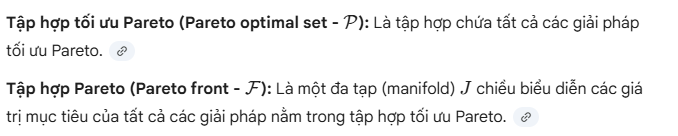 Tập hợp tối ưu Pareto (Pareto optimal set - 𝒫): Là tập hợp chứa tất cả các giải pháp
tối ưu Pareto.
Tập hợp Pareto (Pareto front - ℱ): Là một đa tạp (manifold) J chiều biểu diễn các giá
trị mục tiêu của tất cả các giải pháp nằm trong tập hợp tối ưu Pareto.